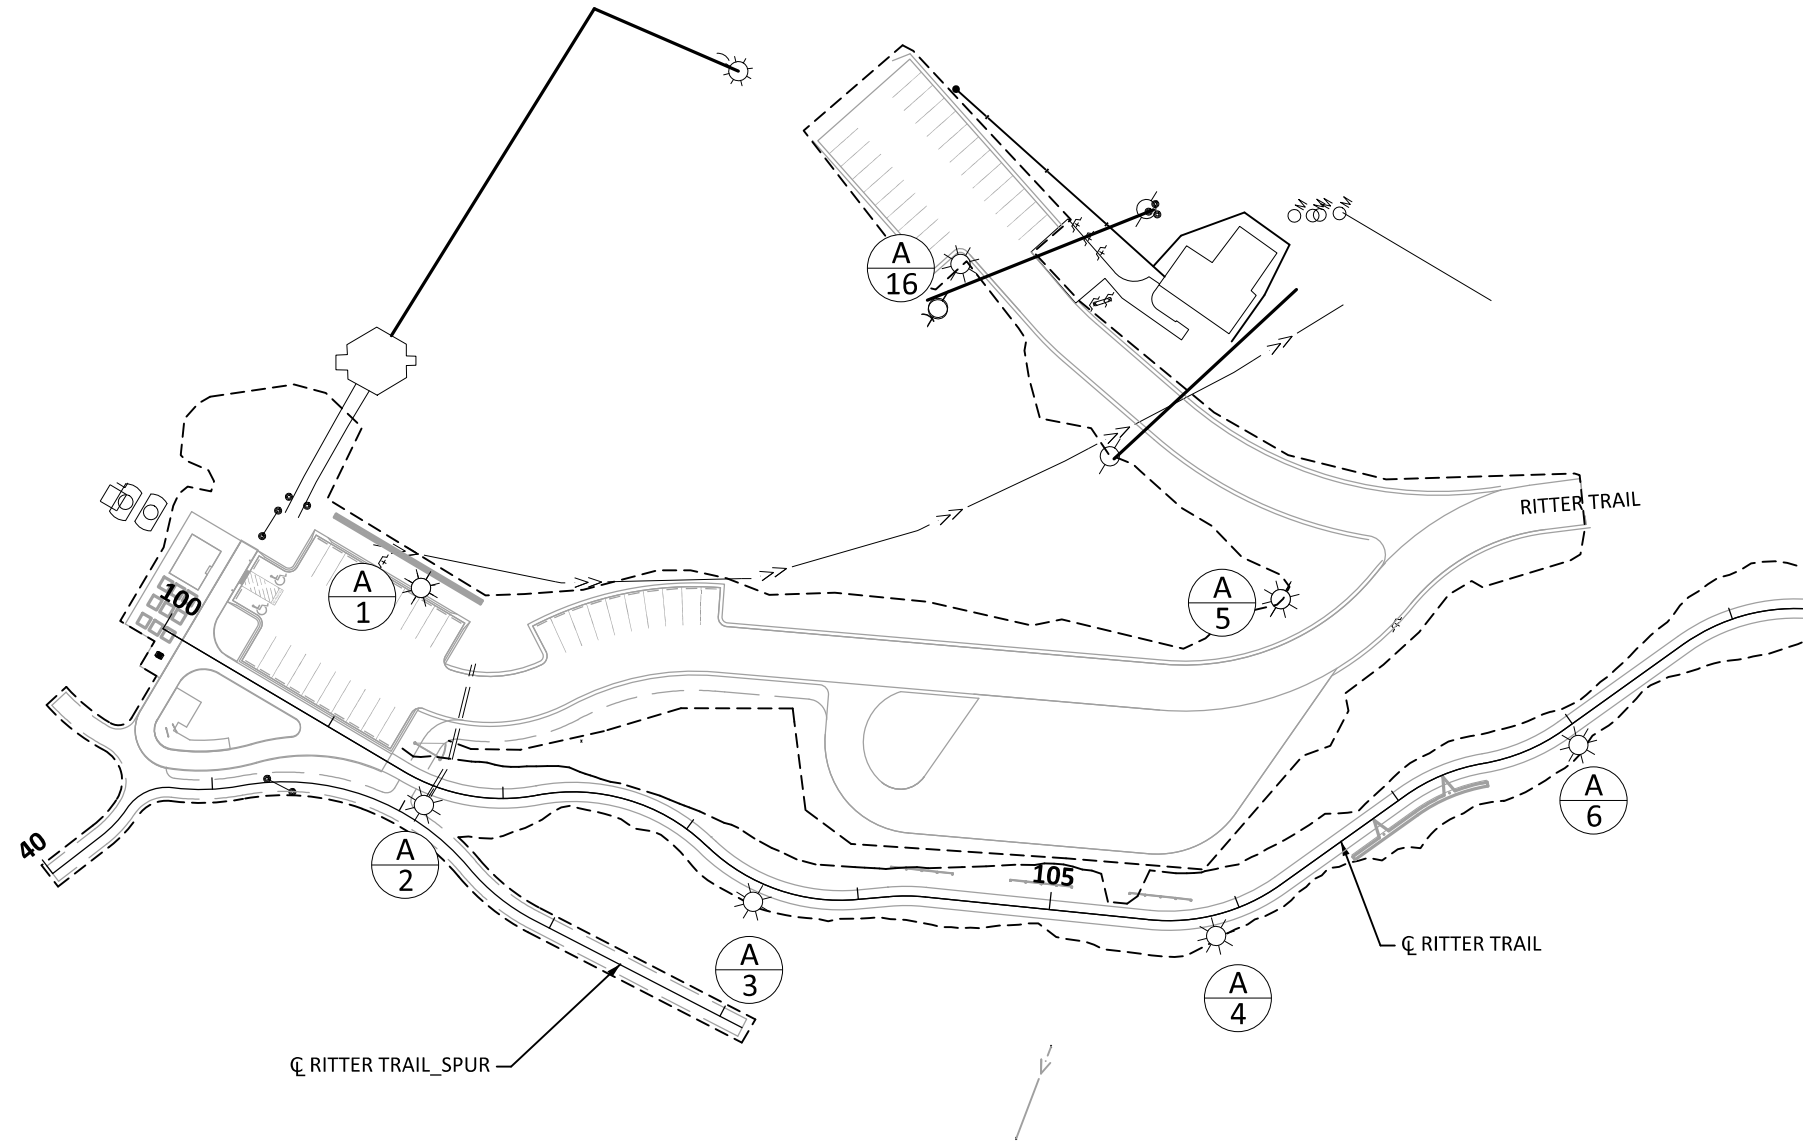 M M M M
A
16
RITTER TRAIL
A
1
A
5
100
A
6
40
A
2
105
℄ RITTER TRAIL
A
3
A
4
℄ RITTER TRAIL_SPUR